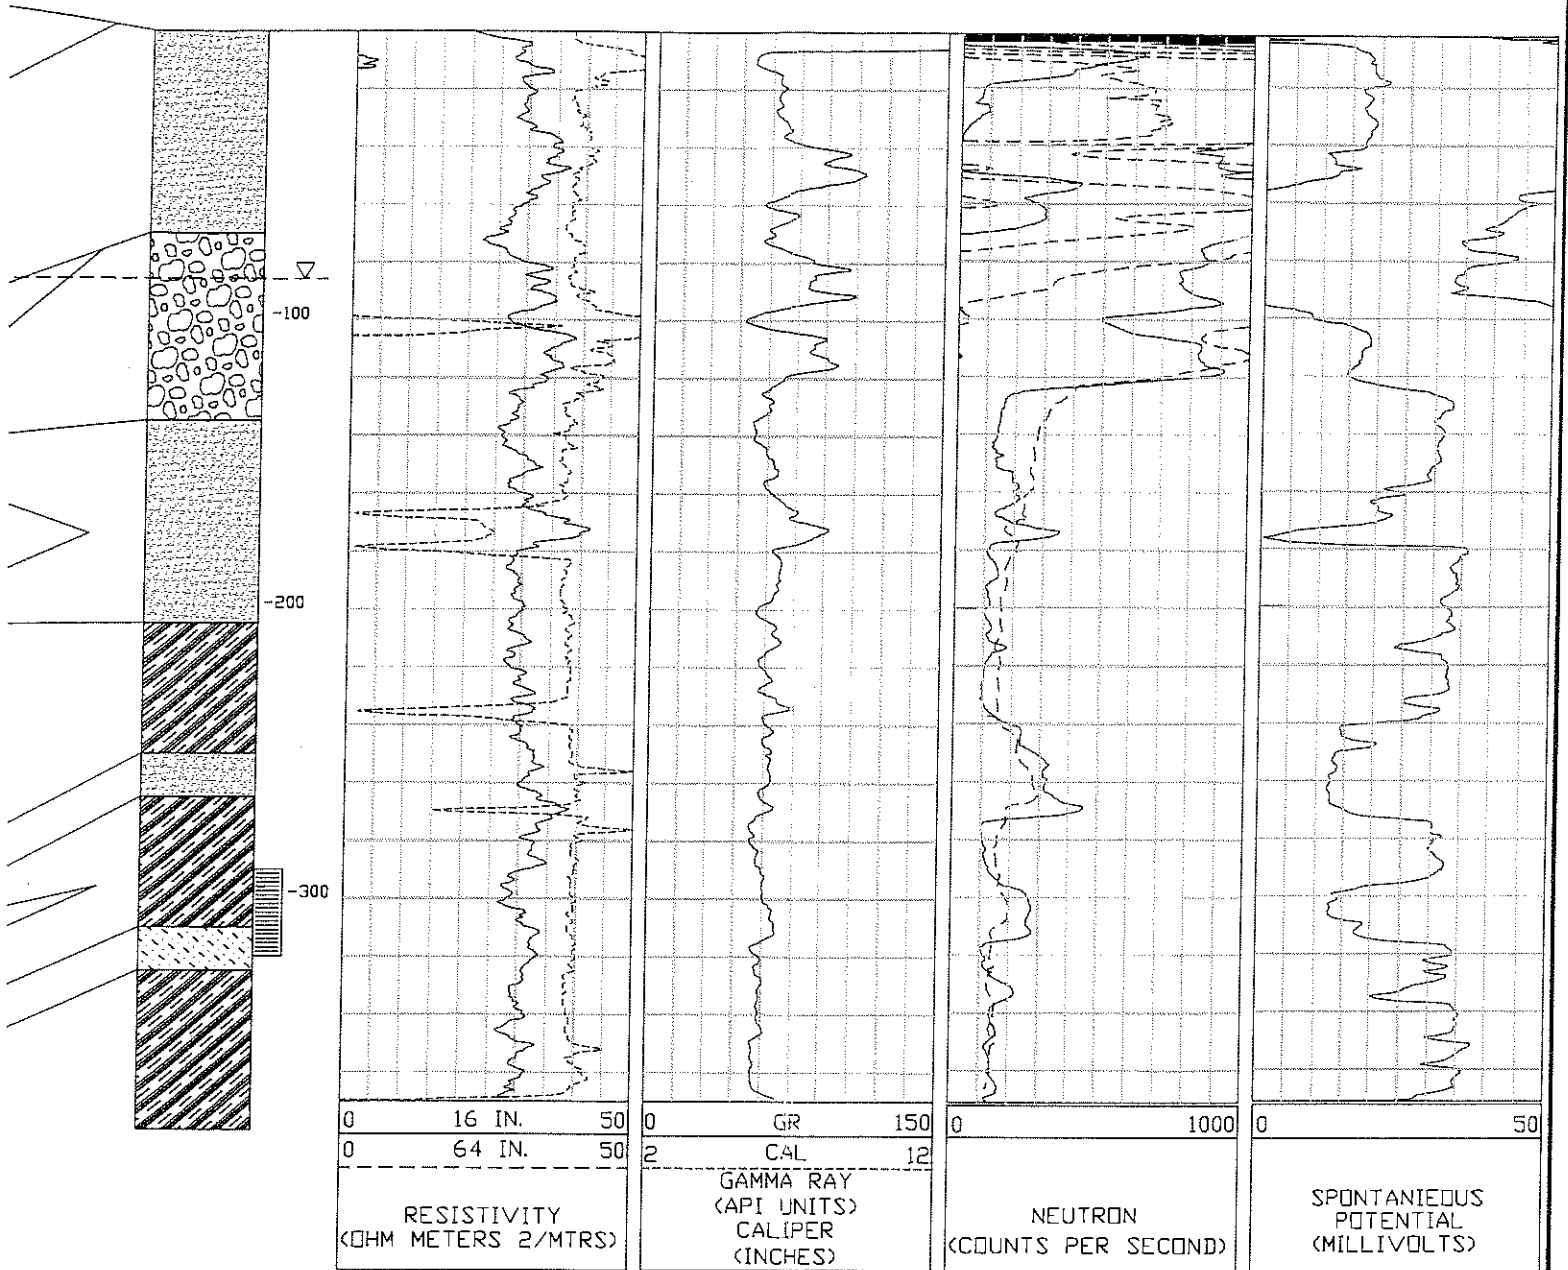 -100
-200
-300
0 16 IN. 50
0 64 IN. 50
RESISTIVITY
(OHM METERS 2/MTRS)
0 GR 150
2 CAL 12
GAMMA RAY
(API UNITS)
CALIPER
(INCHES)
0 1000
NEUTRON
(COUNTS PER SECOND)
0 50
SPONTANIEOUS
POTENTIAL
(MILLIVOLTS)